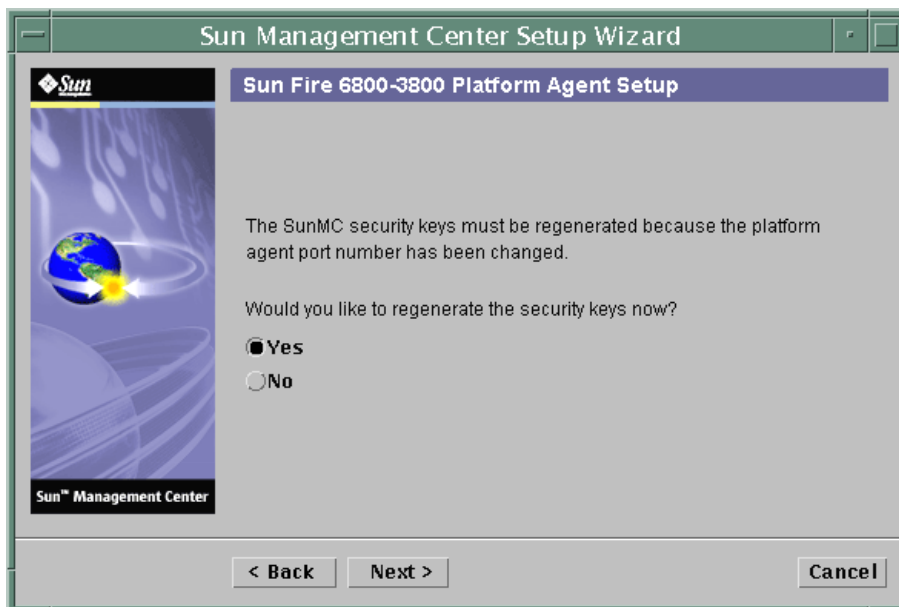 Sun Management Center Setup Wizard
Sun
Sun Fire 6800-3800 Platform Agent Setup
The SunMC security keys must be regenerated because the platform
agent port number has been changed.
Would you like to regenerate the security keys now?
Yes
No
Sun™ Management Center
< Back
Next >
Cancel